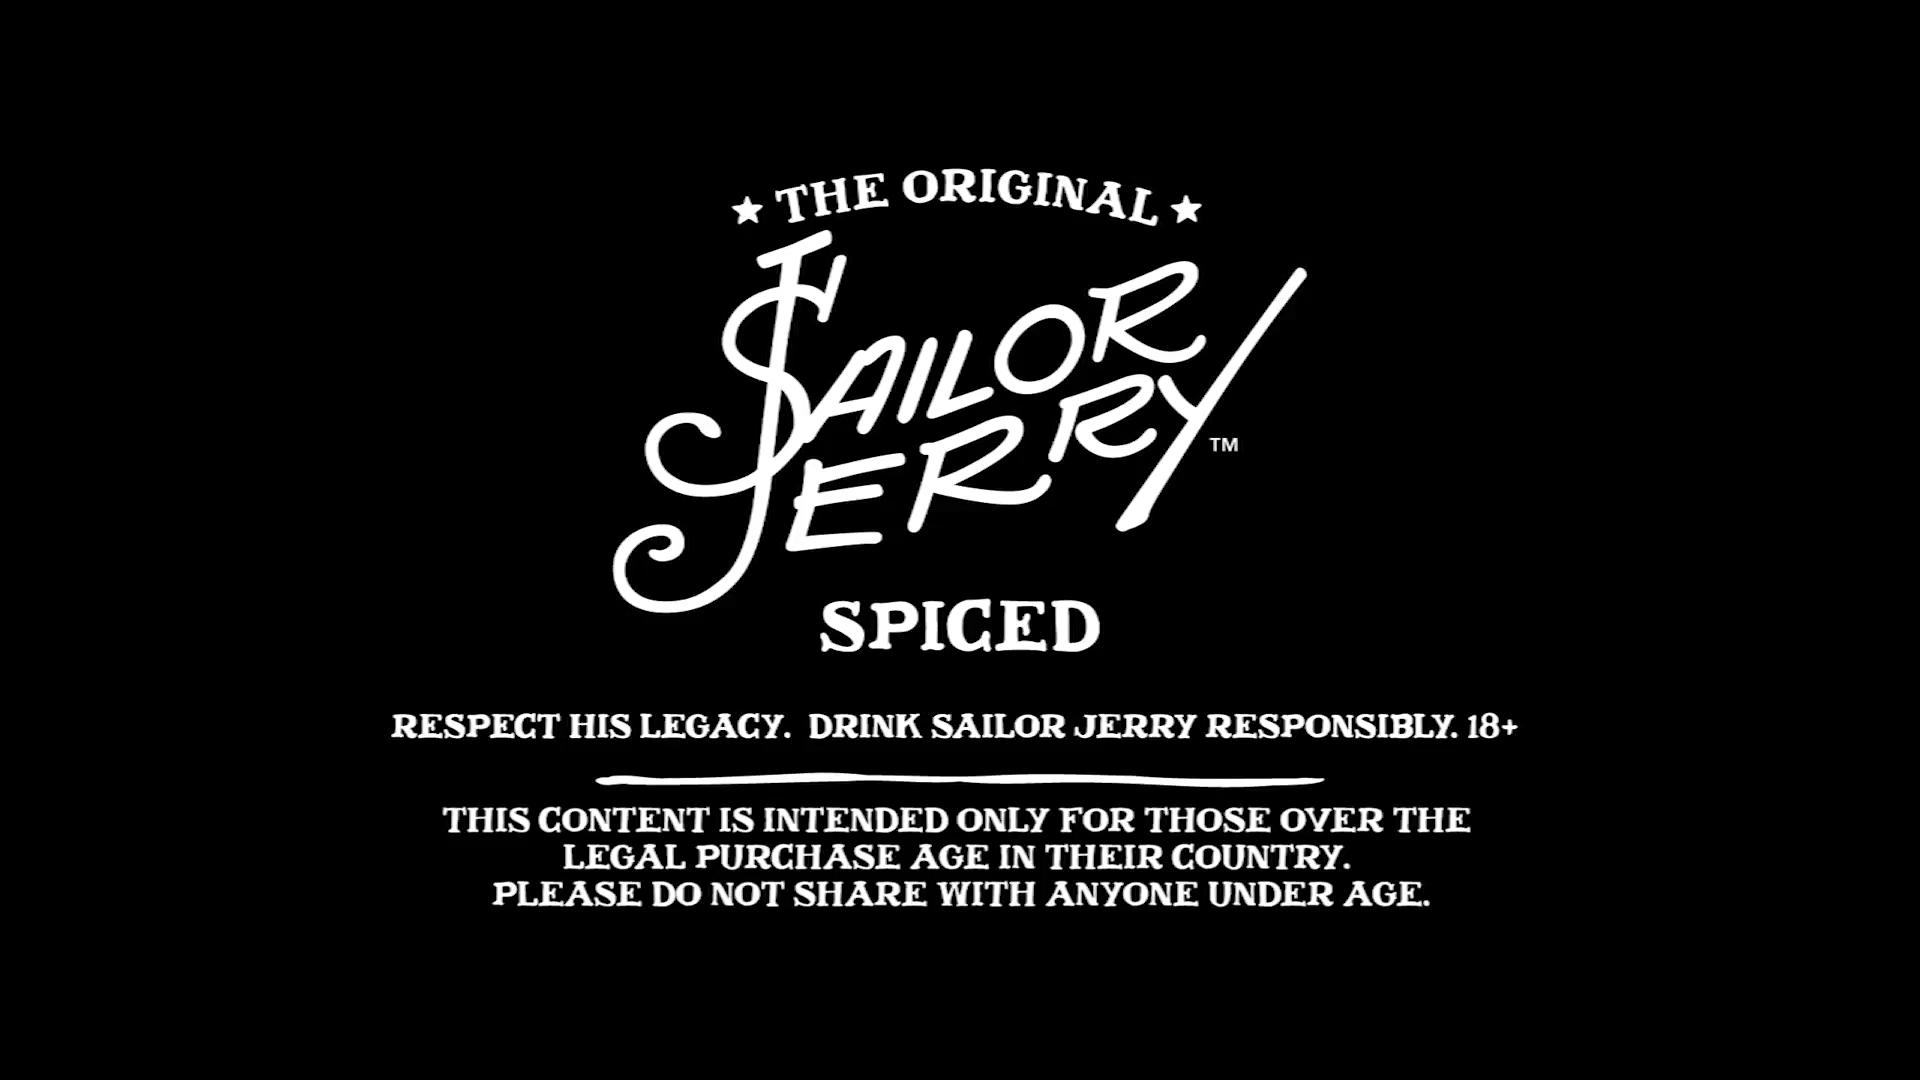 ★ THE ORIGINAL ★
SAILOR
JERRY™
SPICED
RESPECT HIS LEGACY. DRINK SAILOR JERRY RESPONSIBLY. 18+
THIS CONTENT IS INTENDED ONLY FOR THOSE OVER THE
LEGAL PURCHASE AGE IN THEIR COUNTRY.
PLEASE DO NOT SHARE WITH ANYONE UNDER AGE.